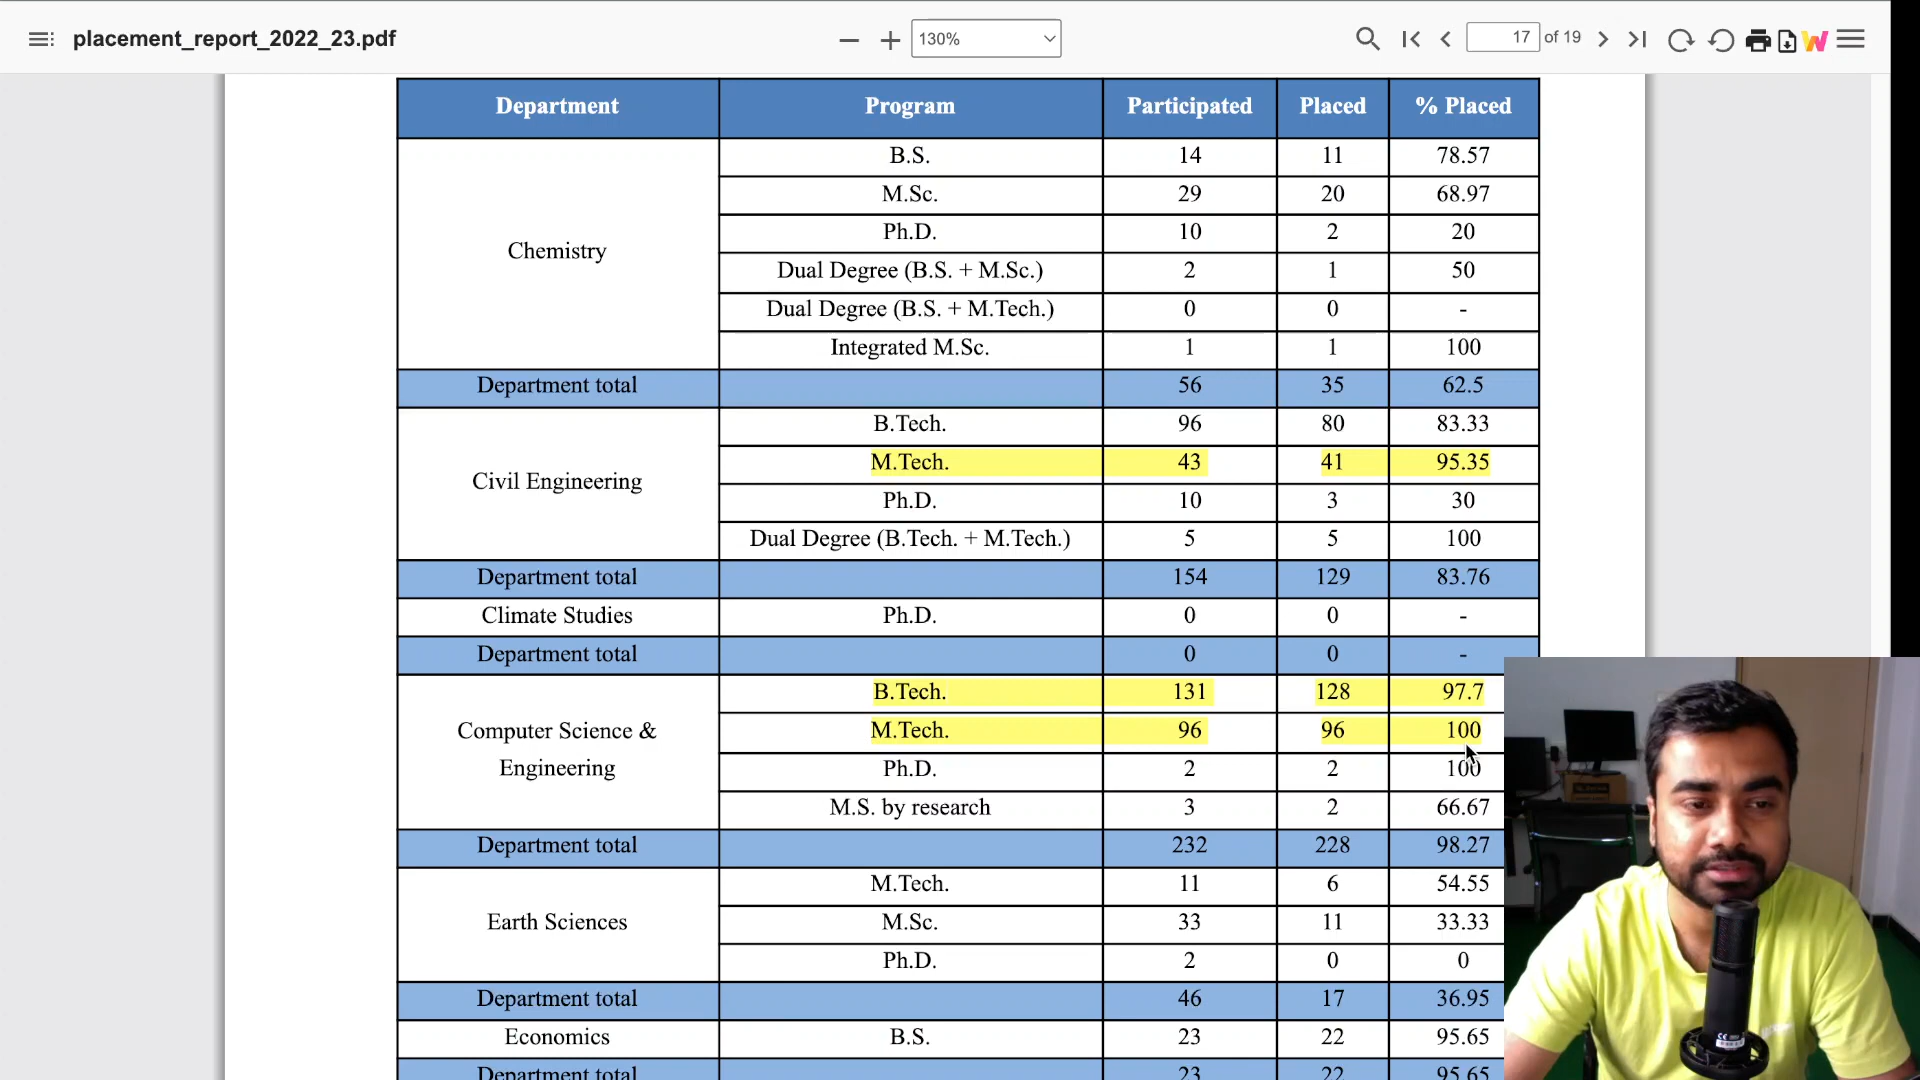 placement_report_2022_23.pdf 130% 17 of 19
Department Program Participated Placed % Placed
B.S. 14 11 78.57
M.Sc. 29 20 68.97
Ph.D. 10 2 20
Chemistry
Dual Degree (B.S. + M.Sc.) 2 1 50
Dual Degree (B.S. + M.Tech.) 0 0 -
Integrated M.Sc. 1 1 100
Department total 56 35 62.5
B.Tech. 96 80 83.33
M.Tech. 43 41 95.35
Civil Engineering
Ph.D. 10 3 30
Dual Degree (B.Tech. + M.Tech.) 5 5 100
Department total 154 129 83.76
Climate Studies Ph.D. 0 0 -
Department total 0 0 -
B.Tech. 131 128 97.7
Computer Science & M.Tech. 96 96 100
Engineering Ph.D. 2 2 100
M.S. by research 3 2 66.67
Department total 232 228 98.27
M.Tech. 11 6 54.55
Earth Sciences M.Sc. 33 11 33.33
Ph.D. 2 0 0
Department total 46 17 36.95
Economics B.S. 23 22 95.65
Department total 23 22 95.65